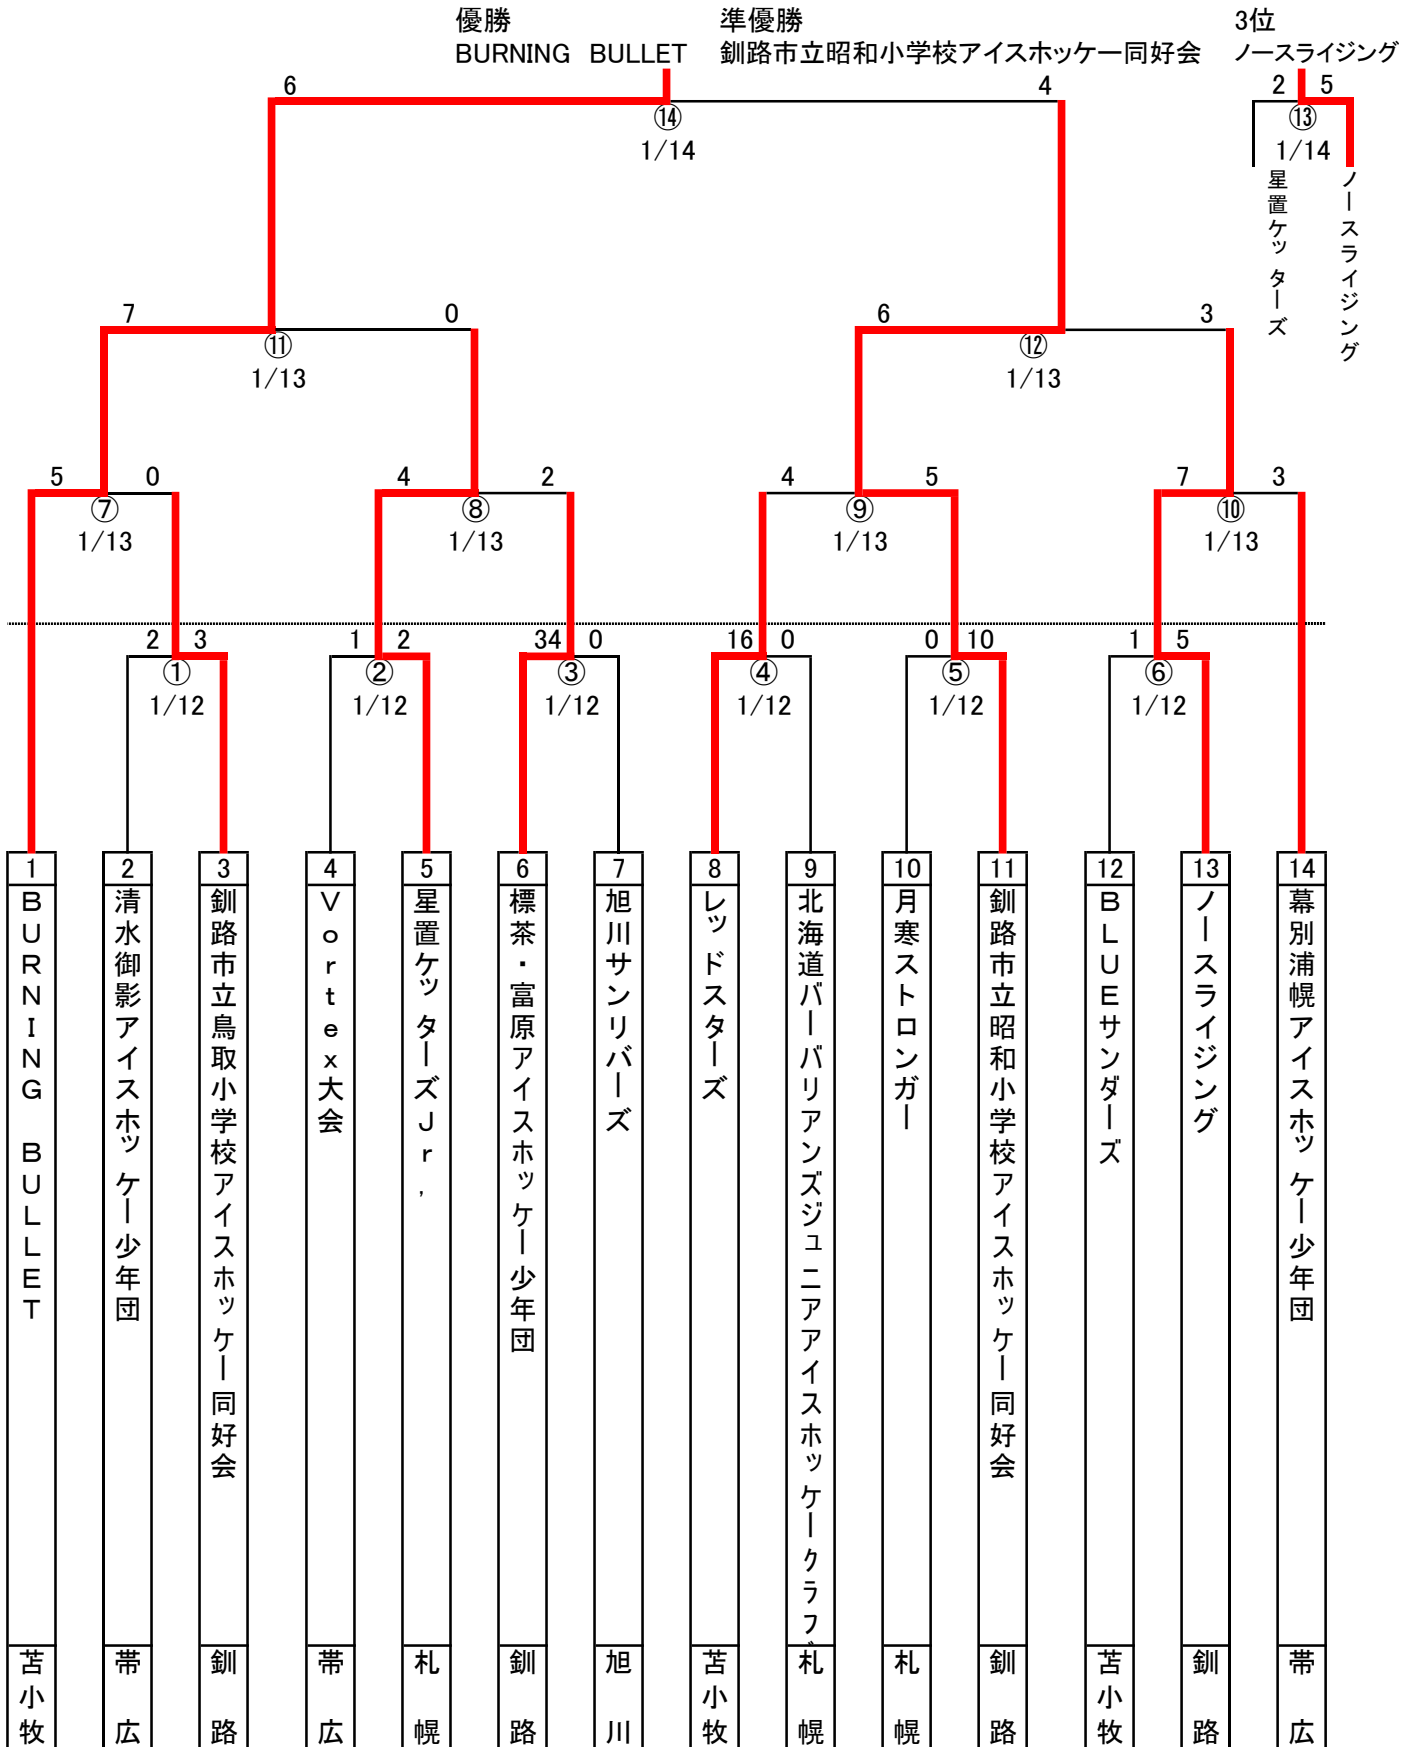 優勝 準優勝 3位
BURNING BULLET 釧路市立昭和小学校アイスホッケー同好会 ノースライジング
6 4 2 5
⑭ ⑬
1/14 1/14
星置ケッターズ
ノースライジング
7 0 6 3
⑪ ⑫
1/13 1/13
5 0 4 2 4 5 7 3
⑦ ⑧ ⑨ ⑩
1/13 1/13 1/13 1/13
2 3 1 2 34 0 16 0 0 10 1 5
① ② ③ ④ ⑤ ⑥
1/12 1/12 1/12 1/12 1/12 1/12
1 2 3 4 5 6 7 8 9 10 11 12 13 14
BURNING BULLET
清水御影アイスホッケー少年団
釧路市立鳥取小学校アイスホッケー同好会
Vortex大会
星置ケッターズJr,
標茶・富原アイスホッケー少年団
旭川サンリバーズ
レッドスターズ
北海道バーバリアンズジュニアアイスホッケークラブ
月寒ストロンガー
釧路市立昭和小学校アイスホッケー同好会
BLUEサンダーズ
ノースライジング
幕別浦幌アイスホッケー少年団
苫小牧 帯広 釧路 帯広 札幌 釧路 旭川 苫小牧 札幌 札幌 釧路 苫小牧 釧路 帯広